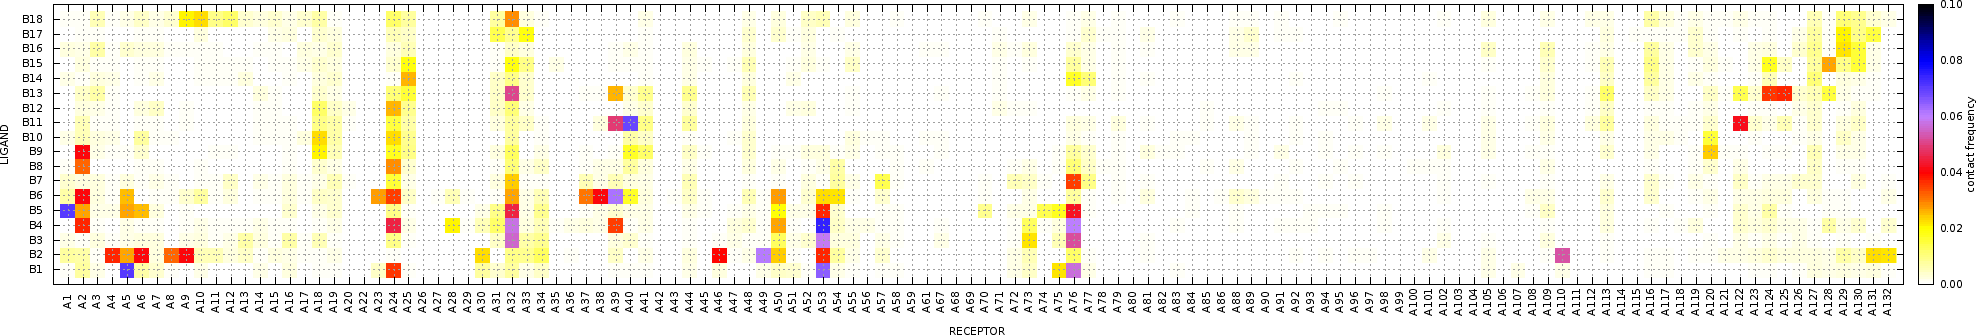 B18
B17
B16
B15
B14
B13
B12
B11
B10
B9
B8
B7
B6
B5
B4
B3
B2
B1
LIGAND
A1 A2 A3 A4 A5 A6 A7 A8 A9 A10 A11 A12 A13 A14 A15 A16 A17 A18 A19 A20 A22 A23 A24 A25 A26 A27 A28 A29 A30 A31 A32 A33 A34 A35 A36 A37 A38 A39 A40 A41 A42 A43 A44 A45 A46 A47 A48 A49 A50 A51 A52 A53 A54 A55 A56 A57 A58 A59 A61 A67 A68 A69 A70 A71 A72 A73 A74 A75 A76 A77 A78 A79 A80 A81 A82 A83 A84 A85 A86 A88 A89 A90 A91 A92 A93 A94 A95 A96 A97 A98 A99 A100 A101 A102 A103 A104 A105 A106 A107 A108 A109 A110 A111 A112 A113 A114 A115 A116 A117 A118 A119 A120 A121 A122 A123 A124 A125 A126 A127 A128 A129 A130 A131 A132
RECEPTOR
0.10
0.08
0.06
0.04
0.02
0.00
contact frequency